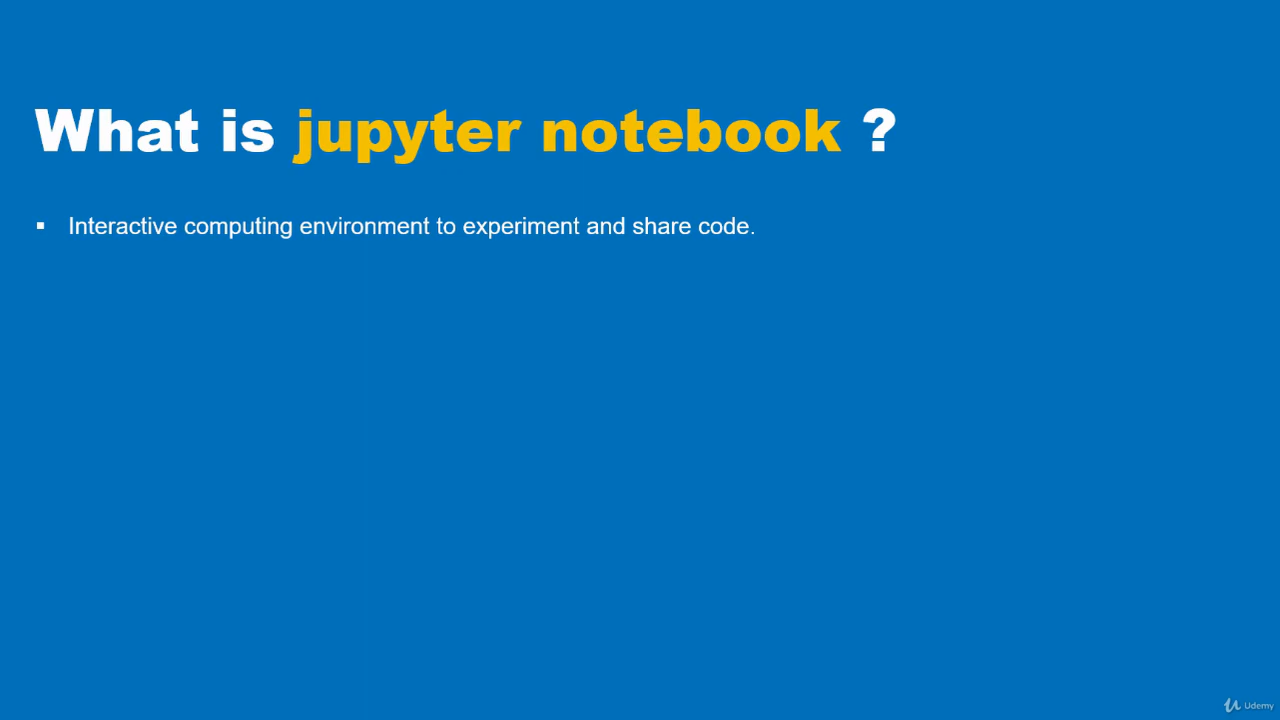 What is jupyter notebook ?
▪ Interactive computing environment to experiment and share code.
Udemy